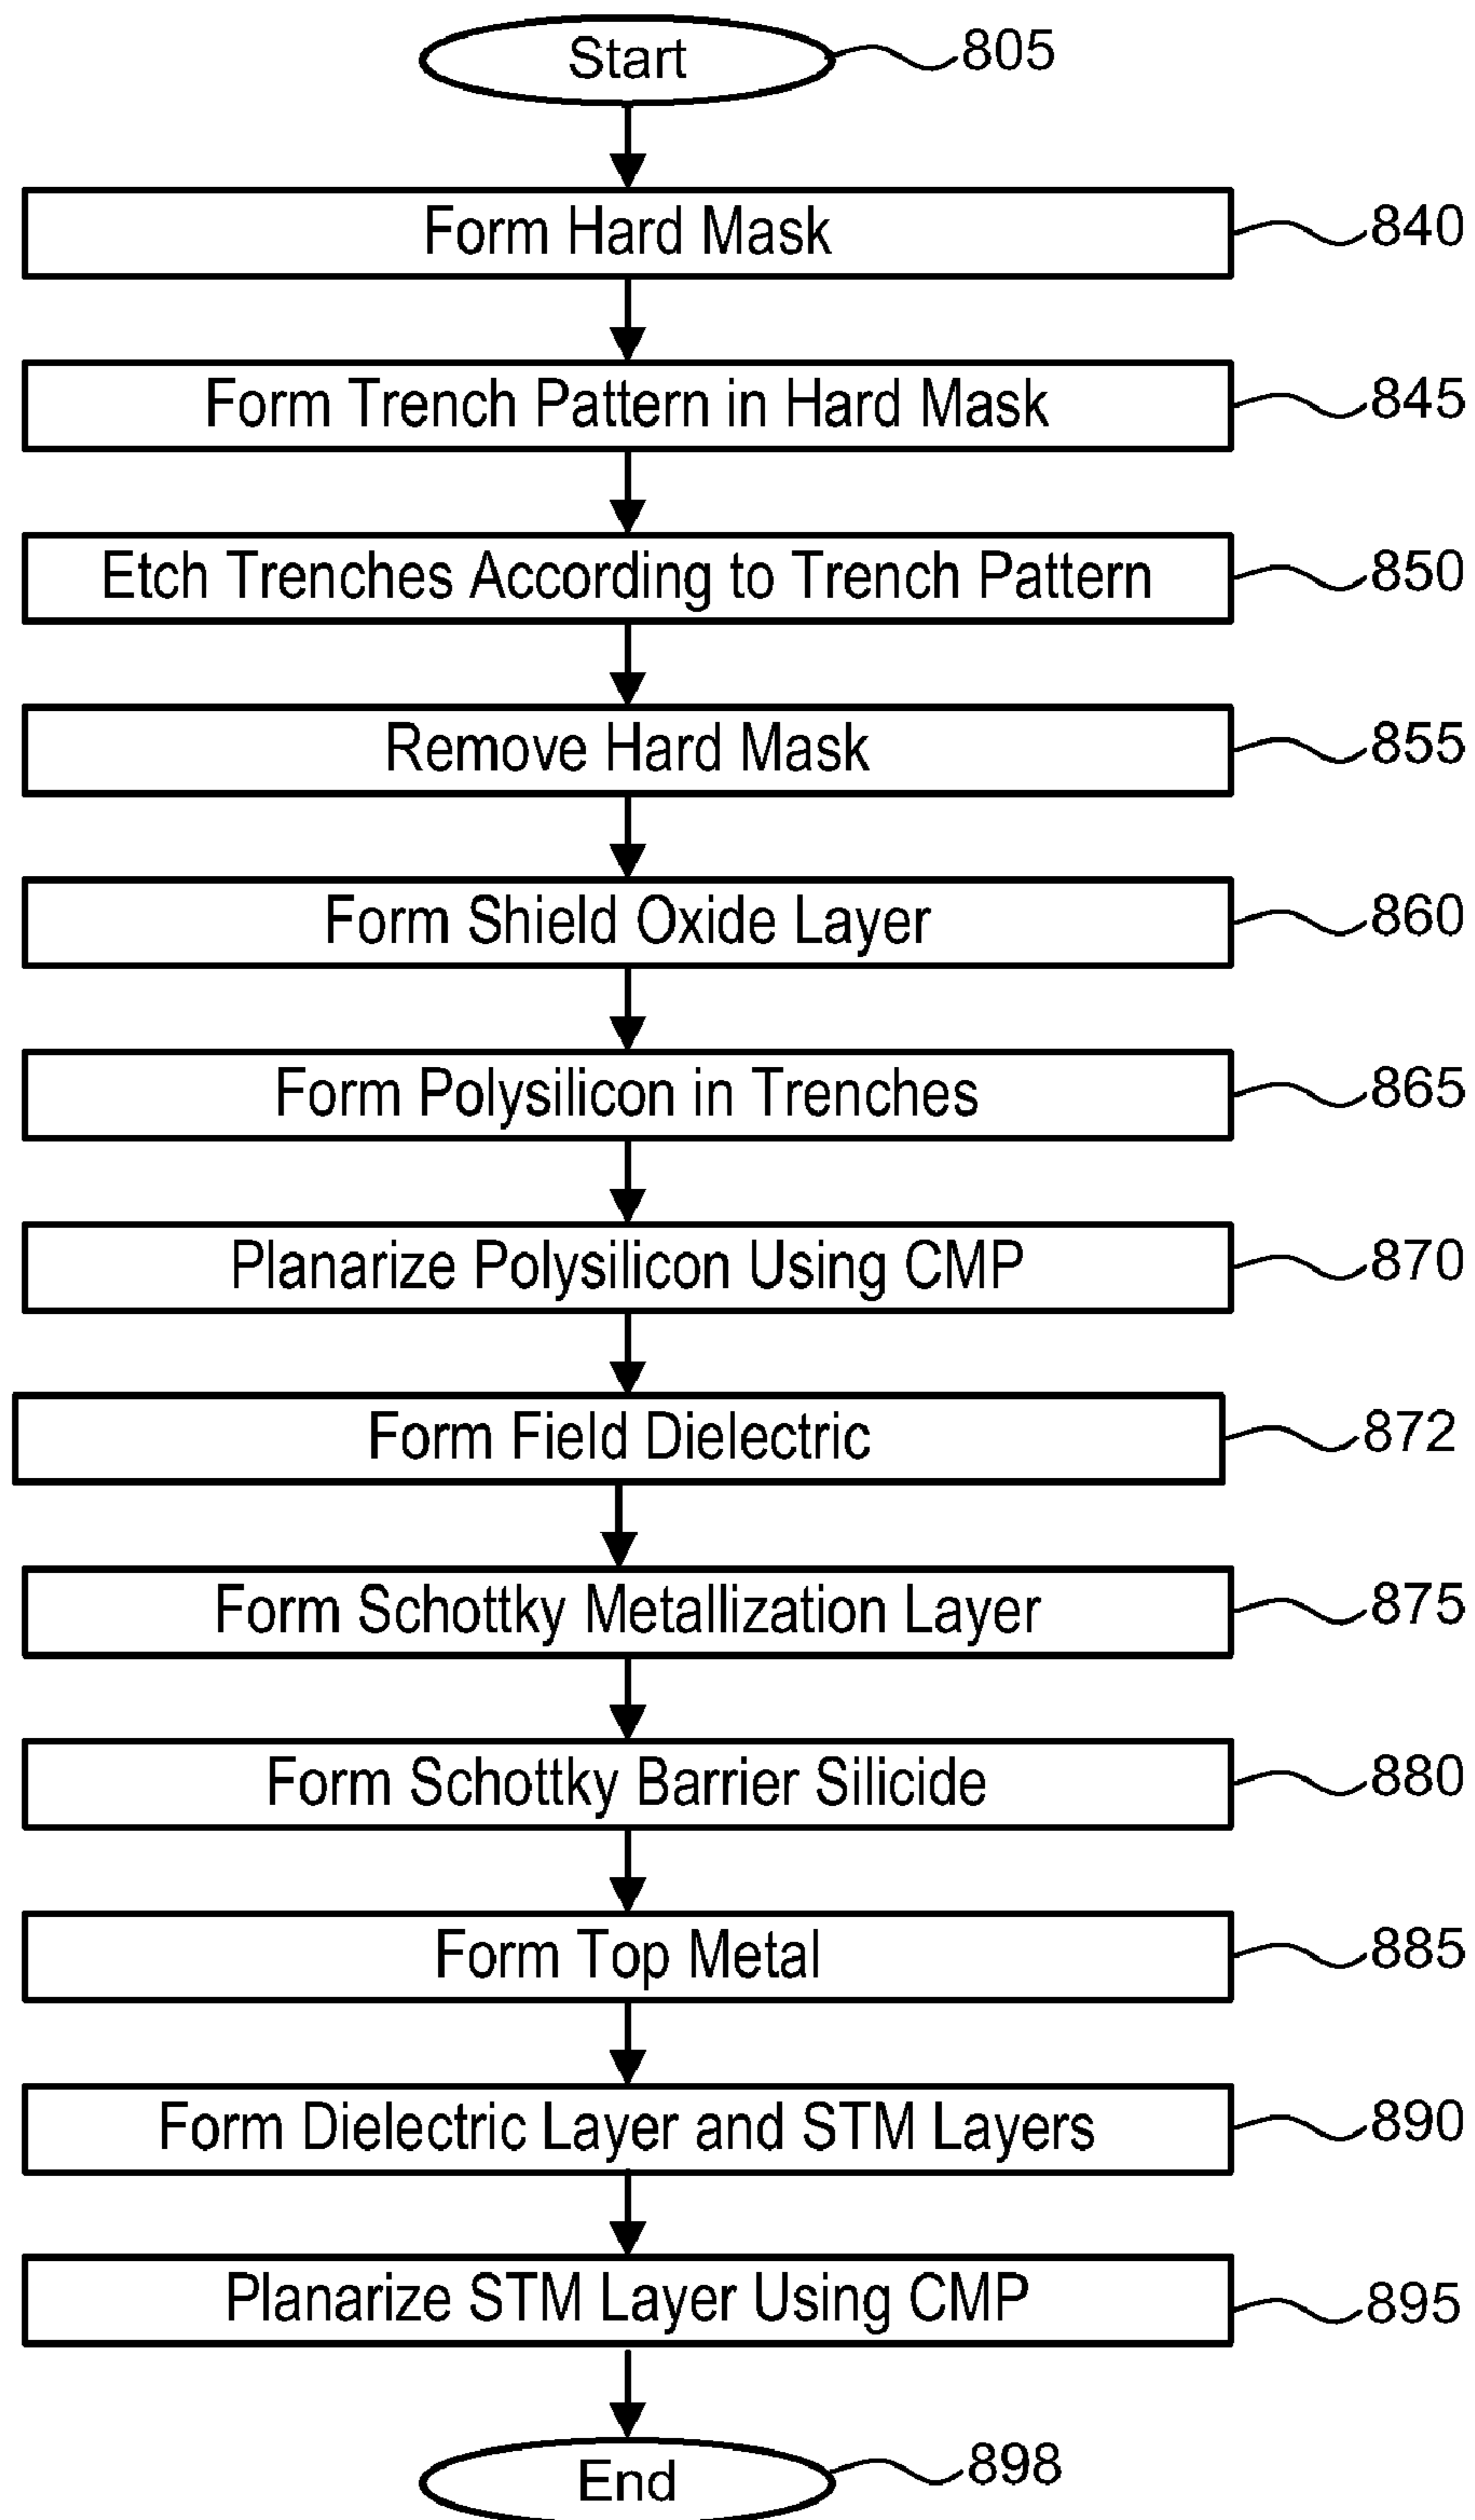 Start 805
Form Hard Mask 840
Form Trench Pattern in Hard Mask 845
Etch Trenches According to Trench Pattern 850
Remove Hard Mask 855
Form Shield Oxide Layer 860
Form Polysilicon in Trenches 865
Planarize Polysilicon Using CMP 870
Form Field Dielectric 872
Form Schottky Metallization Layer 875
Form Schottky Barrier Silicide 880
Form Top Metal 885
Form Dielectric Layer and STM Layers 890
Planarize STM Layer Using CMP 895
End 898